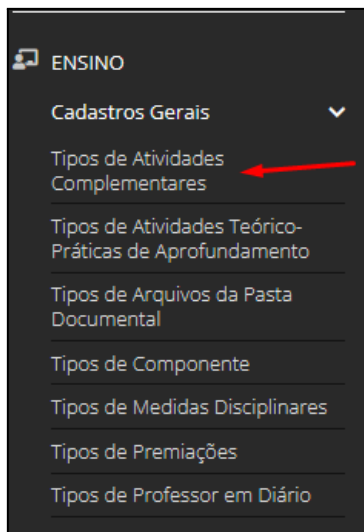 ENSINO
Cadastros Gerais
Tipos de Atividades
Complementares
Tipos de Atividades Teórico-
Práticas de Aprofundamento
Tipos de Arquivos da Pasta
Documental
Tipos de Componente
Tipos de Medidas Disciplinares
Tipos de Premiações
Tipos de Professor em Diário